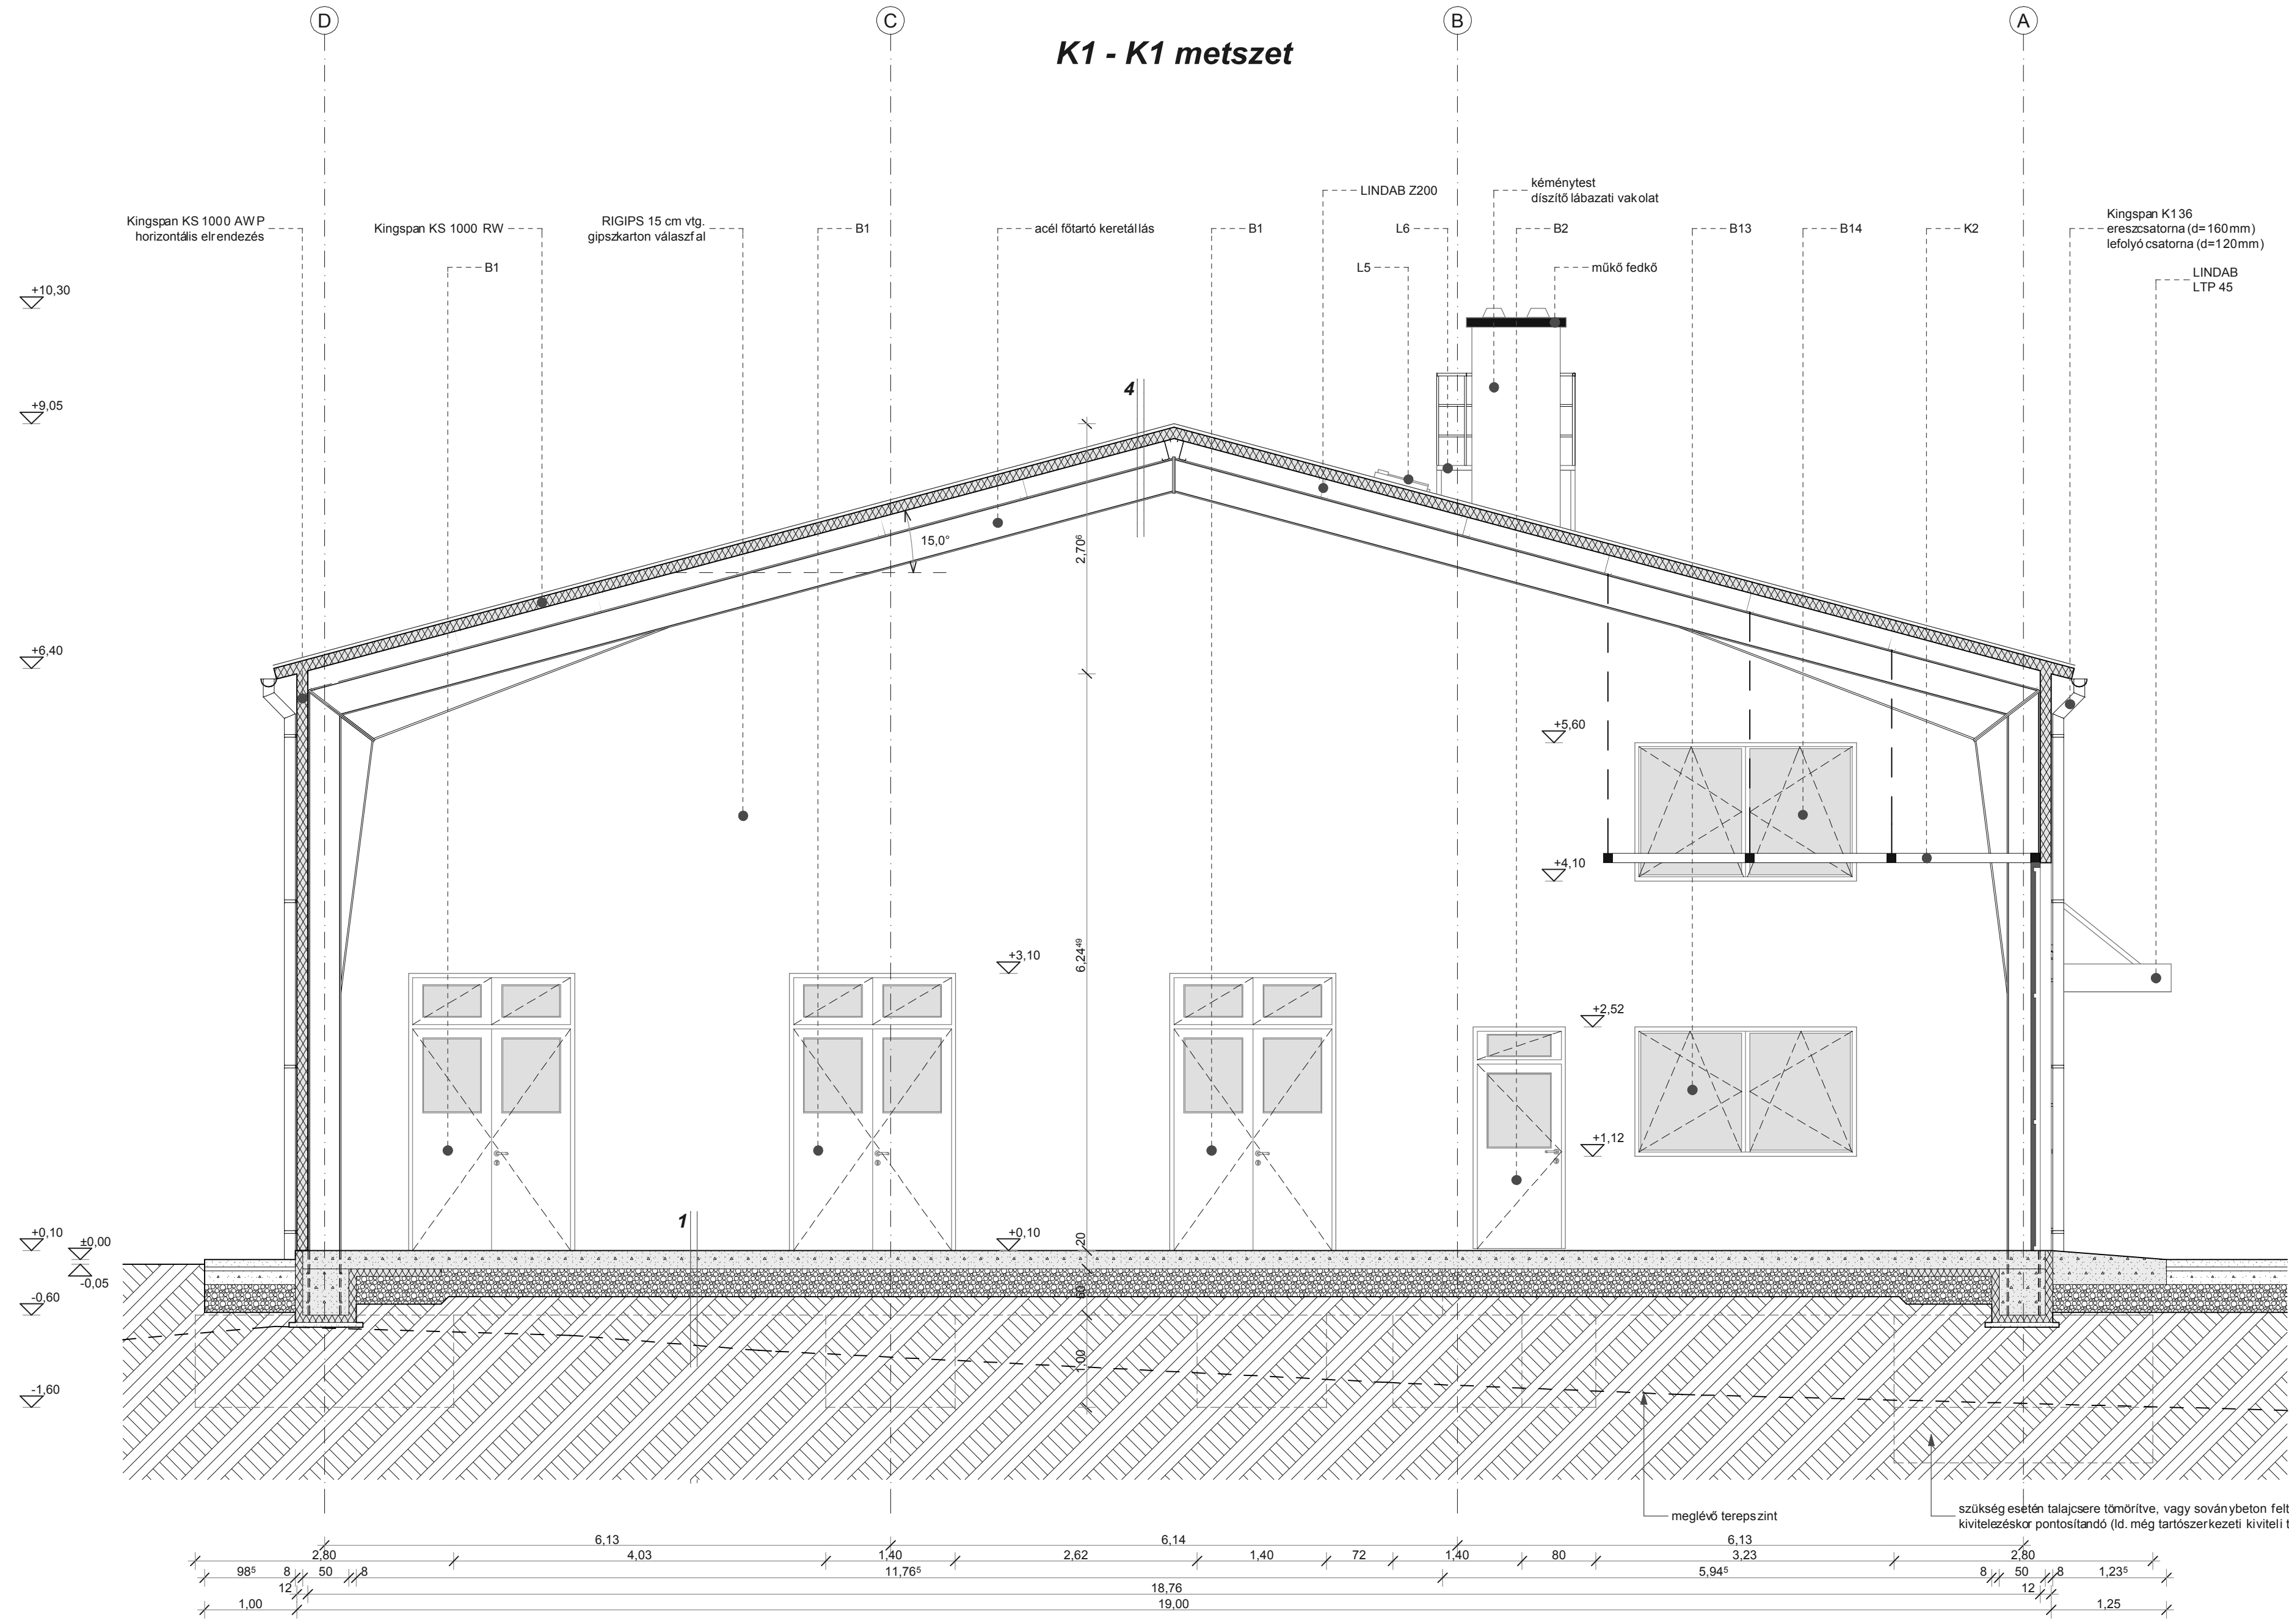 D
C
B
A
K1 - K1 metszet
LINDAB Z200
kéménytest
díszítő lábazati vakolat
Kingspan KS 1000 AWP
horizontális elrendezés
Kingspan KS 1000 RW
RIGIPS 15 cm vtg.
gipszkarton válaszfal
B1
acél főtartó keretállás
B1
L6
B2
B13
B14
K2
Kingspan K136
ereszcsatorna (d=160mm)
lefolyó csatorna (d=120mm)
B1
L5
műkő fedkő
LINDAB
LTP 45
+10,30
+9,05
4
15,0°
2,70⁶
+6,40
+5,60
+4,10
+3,10
6,24⁴⁹
+2,52
+1,12
1
+0,10
±0,00
-0,05
+0,10
20
-0,60
60
1,00
-1,60
meglévő terepszint
szükség esetén talajcsere tömörítve, vagy soványbeton felt
kivitelezéskor pontosítandó (ld. még tartószerkezeti kiviteli t
6,13
6,14
6,13
2,80
4,03
1,40
2,62
1,40
72
1,40
80
3,23
2,80
98⁵
8
50
8
11,76⁵
5,94⁵
8
50
8
1,23⁵
12
18,76
12
1,00
19,00
1,25